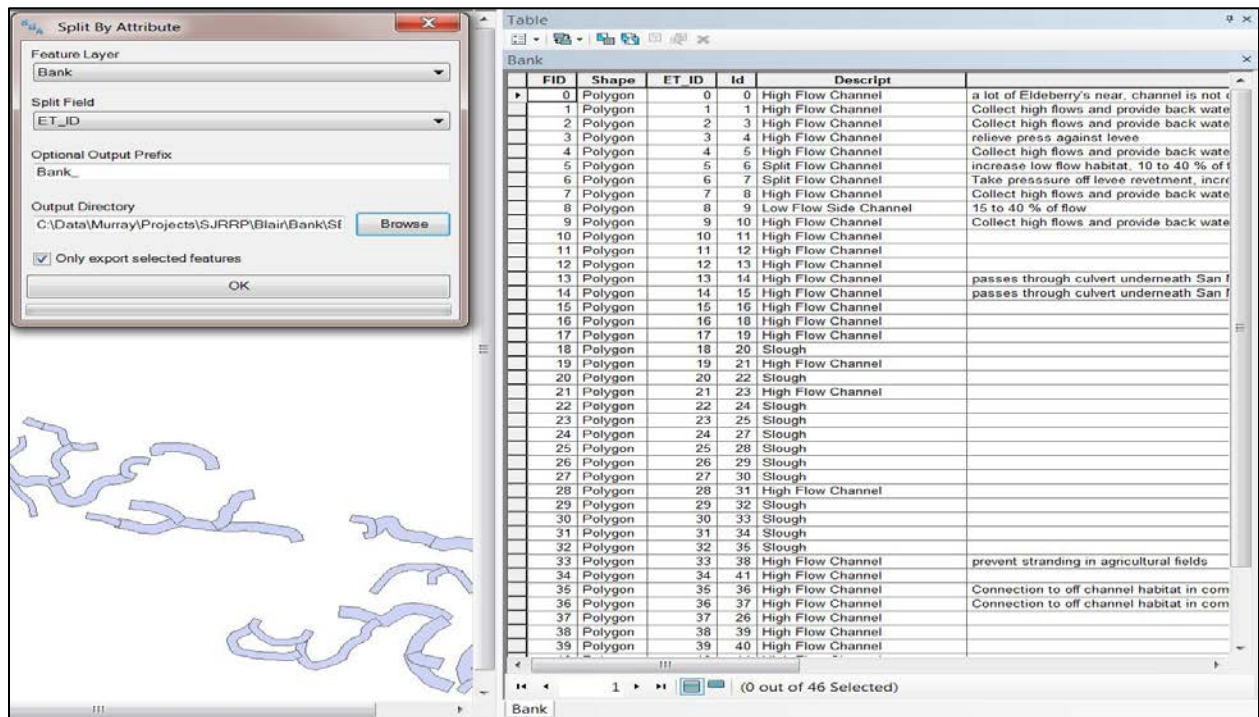 Split By Attribute
Feature Layer
Bank
Split Field
ET_ID
Optional Output Prefix
Bank_
Output Directory
C:\Data\Murray\Projects\SJRRP\Blair\Bank\
Browse
Only export selected features
OK
Table
Bank
FID Shape ET_ID Id Descript
0 Polygon 0 0 High Flow Channel a lot of Eldeberry's near, channel is not
1 Polygon 1 1 High Flow Channel Collect high flows and provide back wate
2 Polygon 2 3 High Flow Channel Collect high flows and provide back wate
3 Polygon 3 4 High Flow Channel relieve press against levee
4 Polygon 4 5 High Flow Channel Collect high flows and provide back wate
5 Polygon 5 6 Split Flow Channel increase low flow habitat, 10 to 40 % of
6 Polygon 6 7 Split Flow Channel Take presssure off levee revetment, incre
7 Polygon 7 8 High Flow Channel Collect high flows and provide back wate
8 Polygon 8 9 Low Flow Side Channel 15 to 40 % of flow
9 Polygon 9 10 High Flow Channel Collect high flows and provide back wate
10 Polygon 10 11 High Flow Channel
11 Polygon 11 12 High Flow Channel
12 Polygon 12 13 High Flow Channel
13 Polygon 13 14 High Flow Channel passes through culvert underneath San
14 Polygon 14 15 High Flow Channel passes through culvert underneath San
15 Polygon 15 16 High Flow Channel
16 Polygon 16 18 High Flow Channel
17 Polygon 17 19 High Flow Channel
18 Polygon 18 20 Slough
19 Polygon 19 21 High Flow Channel
20 Polygon 20 22 Slough
21 Polygon 21 23 High Flow Channel
22 Polygon 22 24 Slough
23 Polygon 23 25 Slough
24 Polygon 24 27 Slough
25 Polygon 25 28 Slough
26 Polygon 26 29 Slough
27 Polygon 27 30 Slough
28 Polygon 28 31 High Flow Channel
29 Polygon 29 32 Slough
30 Polygon 30 33 Slough
31 Polygon 31 34 Slough
32 Polygon 32 35 Slough
33 Polygon 33 38 High Flow Channel prevent stranding in agricultural fields
34 Polygon 34 41 High Flow Channel
35 Polygon 35 36 High Flow Channel Connection to off channel habitat in com
36 Polygon 36 37 High Flow Channel Connection to off channel habitat in com
37 Polygon 37 26 High Flow Channel
38 Polygon 38 39 High Flow Channel
39 Polygon 39 40 High Flow Channel
1 (0 out of 46 Selected)
Bank